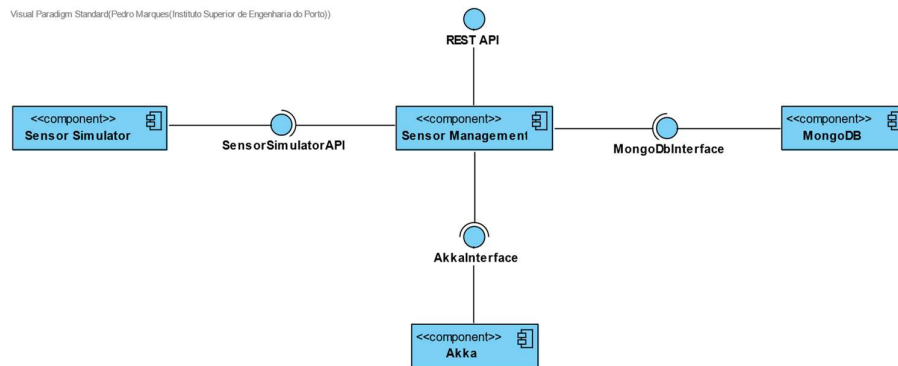 Visual Paradigm Standard(Pedro Marques(Instituto Superior de Engenharia do Porto))
REST API
<<component>>
Sensor Simulator
SensorSimulatorAPI
<<component>>
Sensor Management
MongoDbInterface
<<component>>
MongoDB
AkkaInterface
<<component>>
Akka